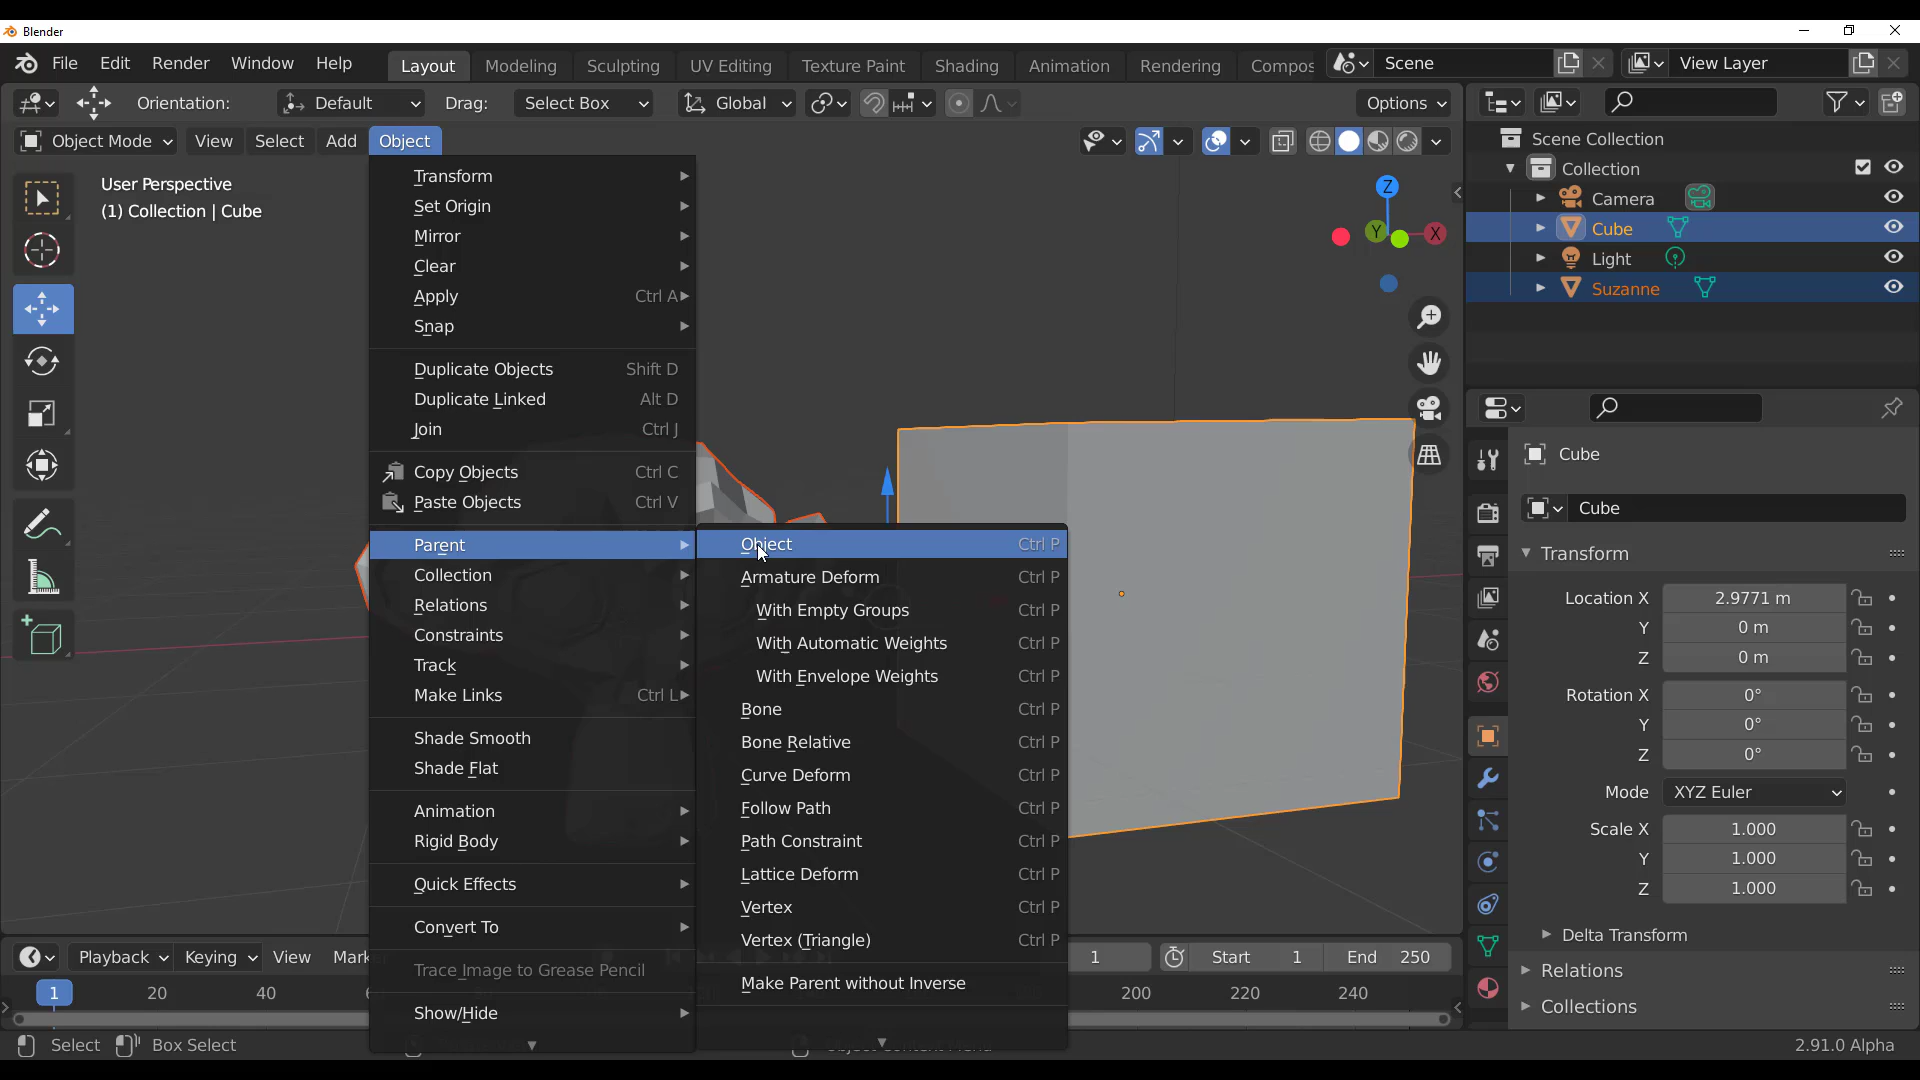 Blender
File Edit Render Window Help Layout Modeling Sculpting UV Editing Texture Paint Shading Animation Rendering Compos Scene View Layer
Orientation: Default Drag: Select Box Global Options
Object Mode View Select Add Object
User Perspective
(1) Collection | Cube
Transform
Set Origin
Mirror
Clear
Apply Ctrl A
Snap
Duplicate Objects Shift D
Duplicate Linked Alt D
Join Ctrl J
Copy Objects Ctrl C
Paste Objects Ctrl V
Parent
Collection
Relations
Constraints
Track
Make Links Ctrl L
Shade Smooth
Shade Flat
Animation
Rigid Body
Quick Effects
Convert To
Trace Image to Grease Pencil
Show/Hide
Object Ctrl P
Armature Deform Ctrl P
With Empty Groups Ctrl P
With Automatic Weights Ctrl P
With Envelope Weights Ctrl P
Bone Ctrl P
Bone Relative Ctrl P
Curve Deform Ctrl P
Follow Path Ctrl P
Path Constraint Ctrl P
Lattice Deform Ctrl P
Vertex Ctrl P
Vertex (Triangle) Ctrl P
Make Parent without Inverse
Z
Y X
Scene Collection
Collection
Camera
Cube
Light
Suzanne
Cube
Cube
Transform
Location X 2.9771 m
Y 0 m
Z 0 m
Rotation X 0°
Y 0°
Z 0°
Mode XYZ Euler
Scale X 1.000
Y 1.000
Z 1.000
Delta Transform
Relations
Collections
Playback Keying View Mark 1 Start 1 End 250
1 20 40 200 220 240
Select Box Select Object Context Menu 2.91.0 Alpha